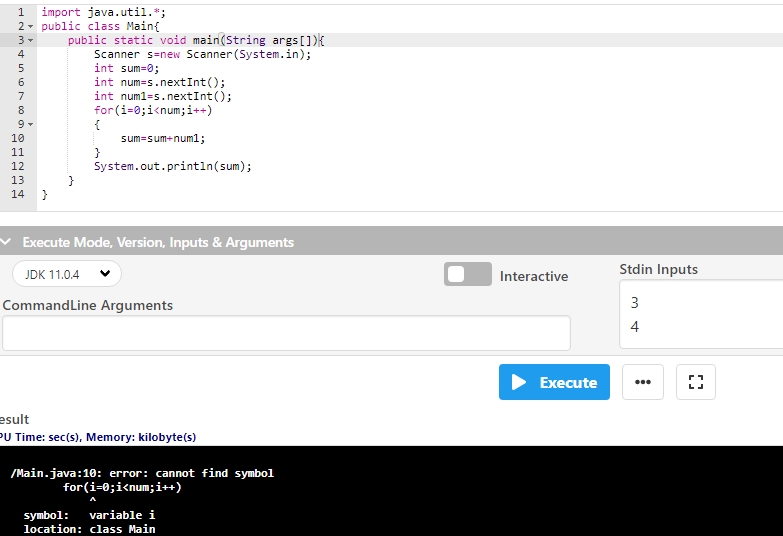 1 import java.util.*;
2 public class Main{
3 public static void main(String args[]){
4 Scanner s=new Scanner(System.in);
5 int sum=0;
6 int num=s.nextInt();
7 int num1=s.nextInt();
8 for(i=0;i<num;i++)
9 {
10 sum=sum+num1;
11 }
12 System.out.println(sum);
13 }
14 }
Execute Mode, Version, Inputs & Arguments
JDK 11.0.4
Interactive
Stdin Inputs
3
4
CommandLine Arguments
Execute
esult
PU Time: sec(s), Memory: kilobyte(s)
/Main.java:10: error: cannot find symbol
for(i=0;i<num;i++)
^
symbol: variable i
location: class Main